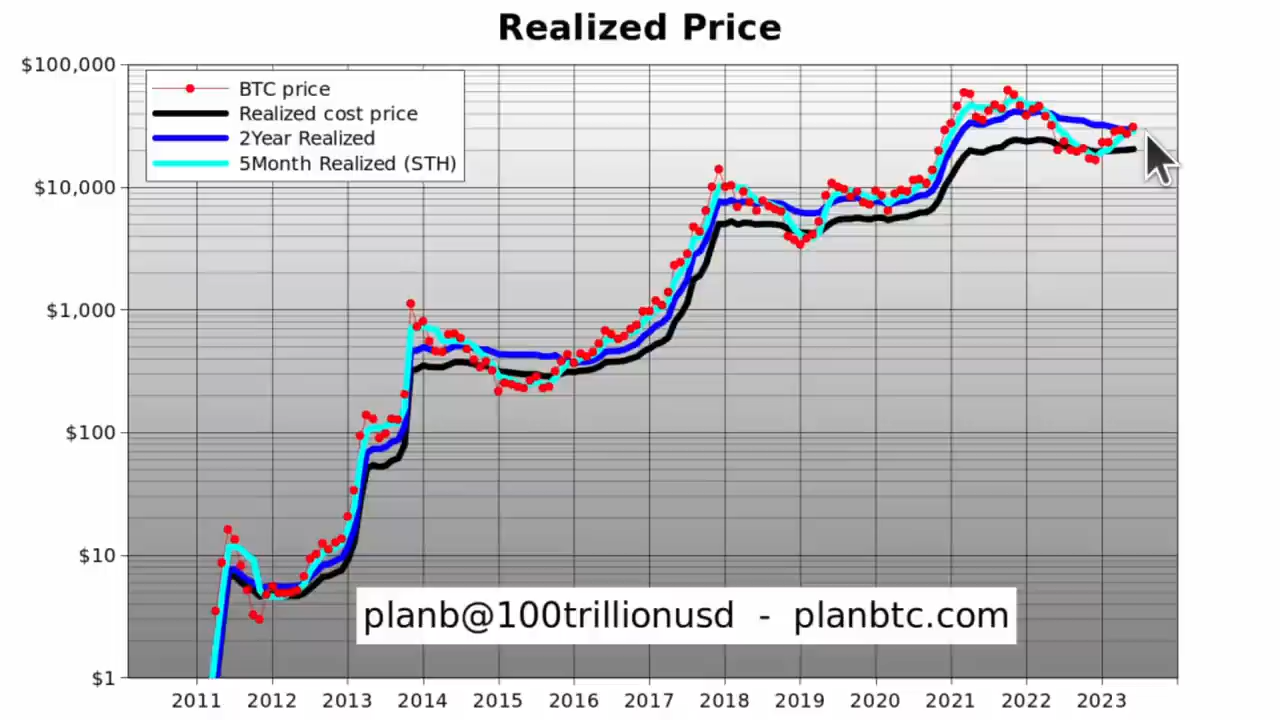 Realized Price
$100,000
$10,000
$1,000
$100
$10
$1
BTC price
Realized cost price
2Year Realized
5Month Realized (STH)
planb@100trillionusd - planbtc.com
2011 2012 2013 2014 2015 2016 2017 2018 2019 2020 2021 2022 2023